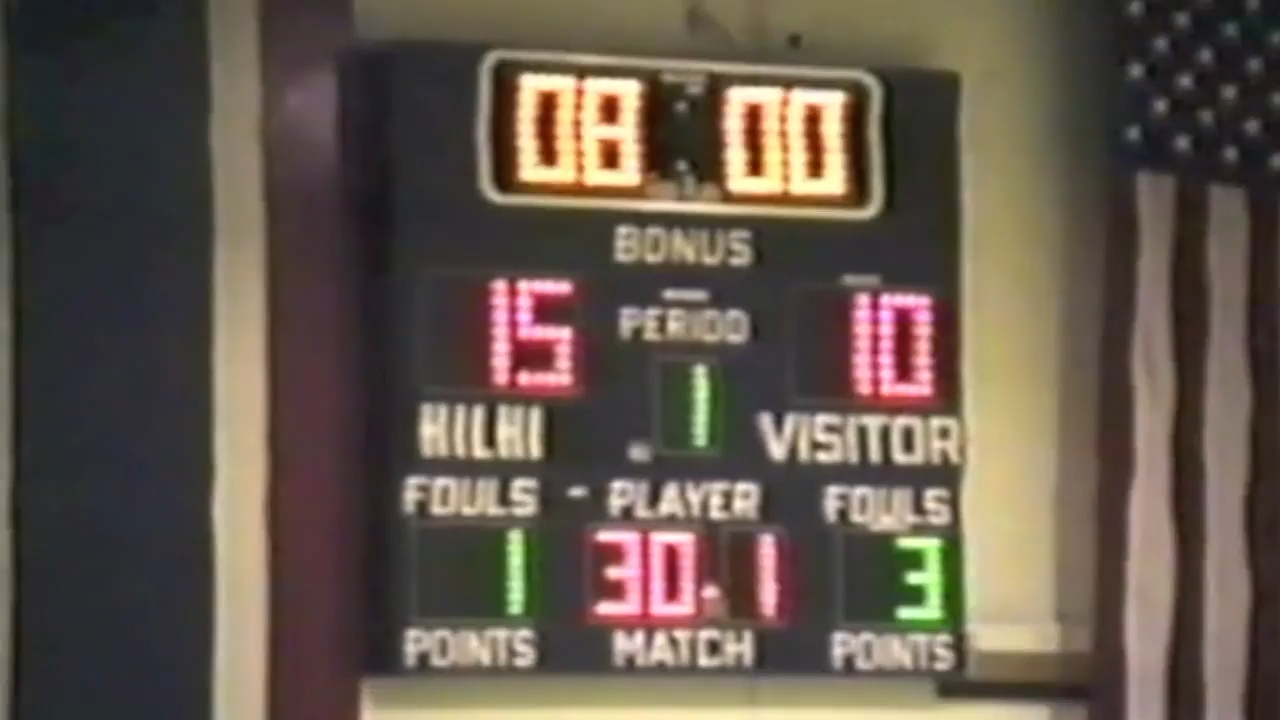 08:00
BONUS
15 PERIOD 10
HILHI 1 VISITOR
FOULS - PLAYER FOULS
1 30.1 3
POINTS MATCH POINTS